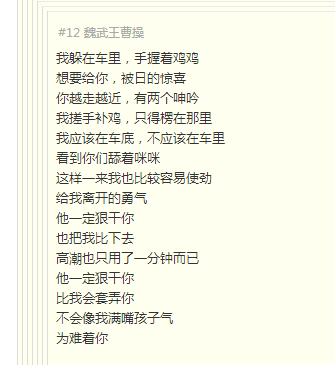 #12 魏武王曹操
我躲在车里，手握着鸡鸡
想要给你，被日的惊喜
你越走越近，有两个呻吟
我搓手补鸡，只得楞在那里
我应该在车底，不应该在车里
看到你们舔着咪咪
这样一来我也比较容易使劲
给我离开的勇气
他一定狠干你
也把我比下去
高潮也只用了一分钟而已
他一定狠干你
比我会套弄你
不会像我满嘴孩子气
为难着你